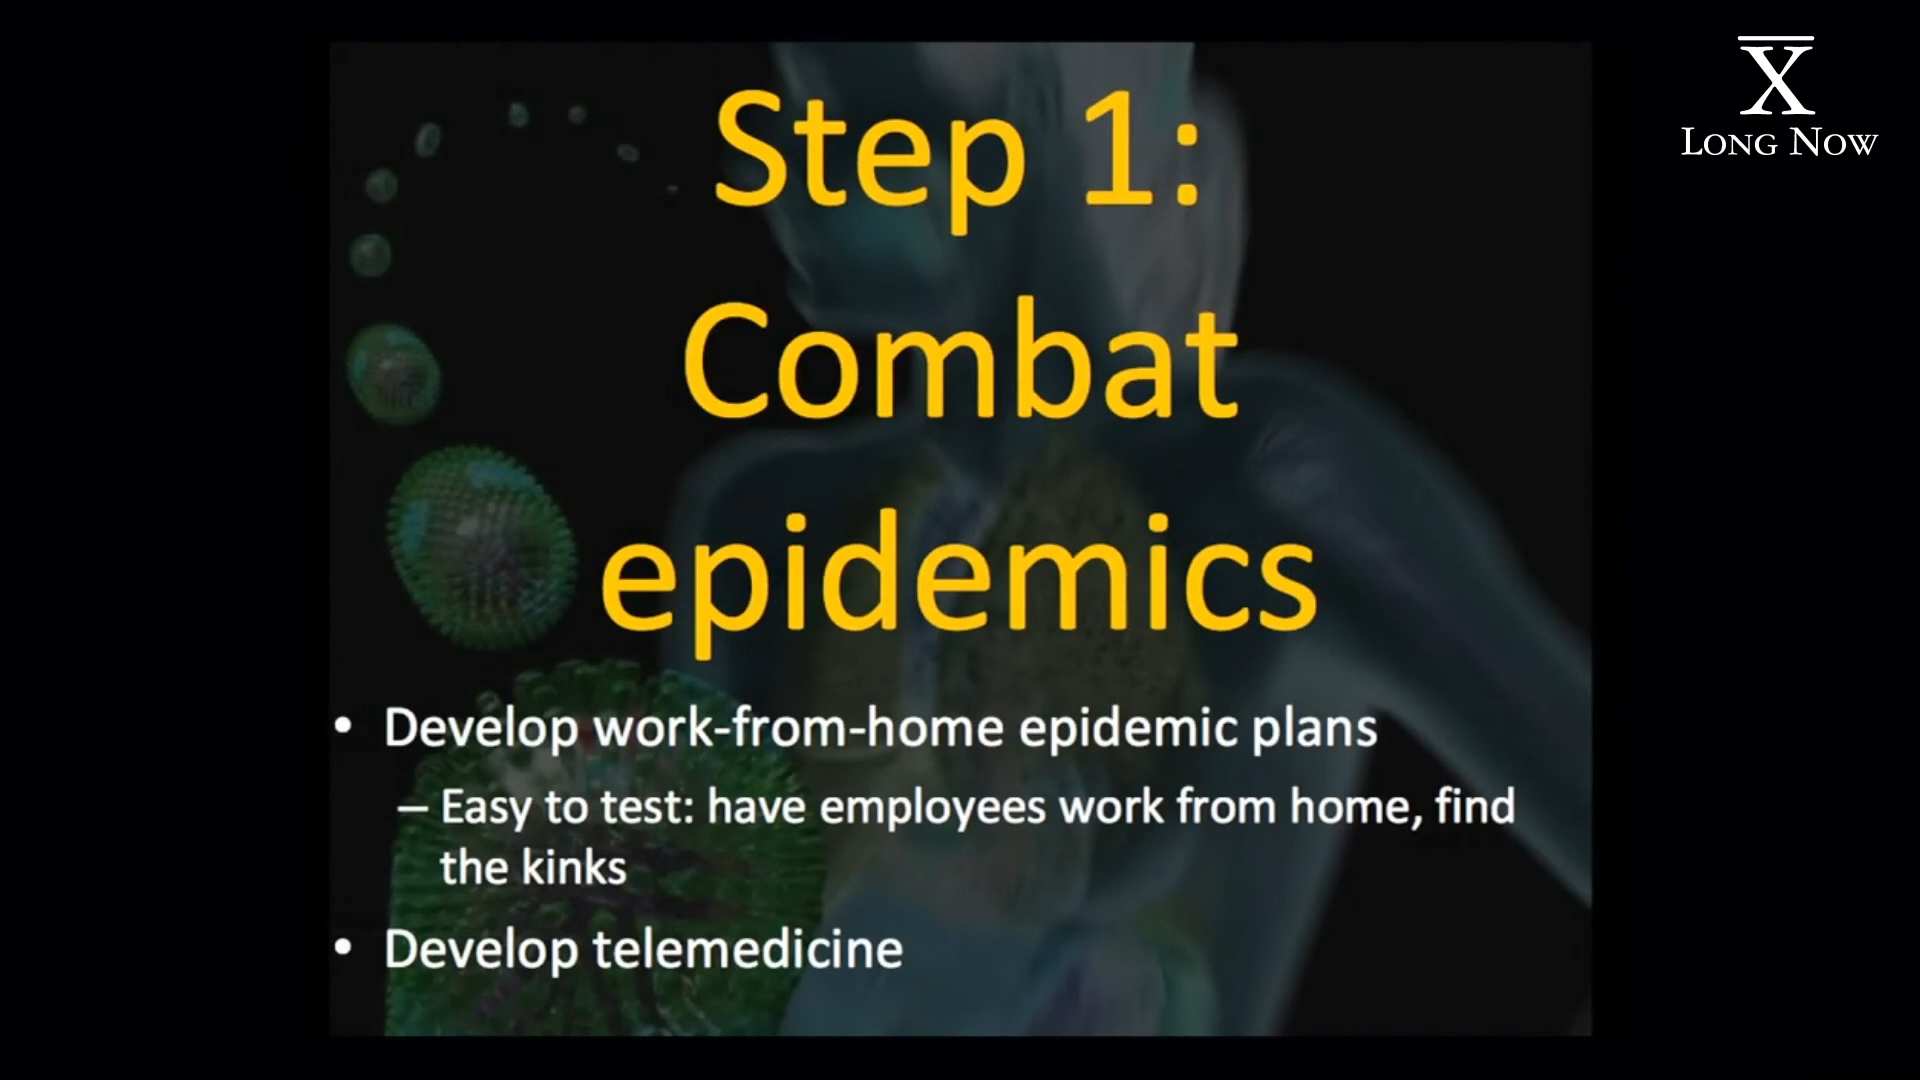 X
LONG NOW
Step 1:
Combat
epidemics
• Develop work-from-home epidemic plans
– Easy to test: have employees work from home, find
the kinks
• Develop telemedicine